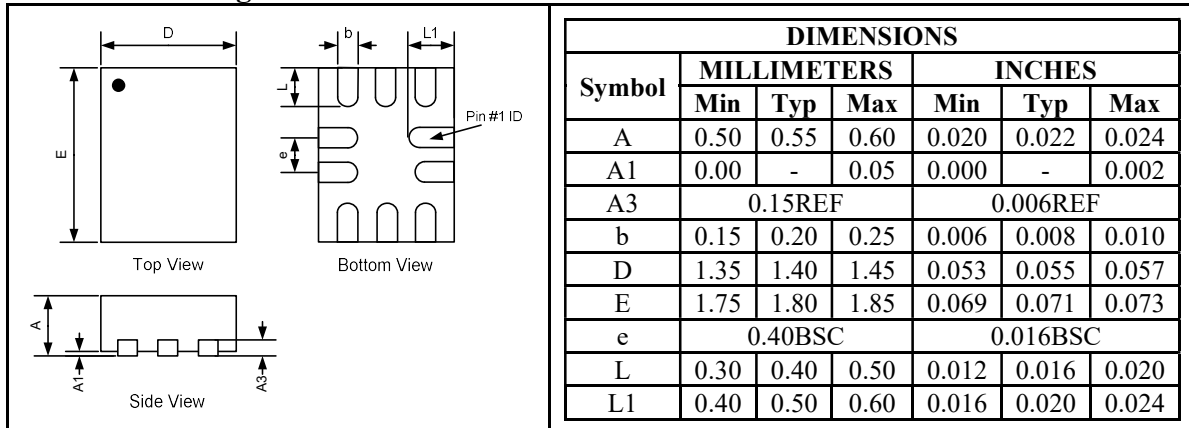 D
E
Top View
b
L1
L
e
Pin #1 ID
Bottom View
A
A1
A3
Side View
DIMENSIONS
Symbol MILLIMETERS INCHES
Min Typ Max Min Typ Max
A 0.50 0.55 0.60 0.020 0.022 0.024
A1 0.00 - 0.05 0.000 - 0.002
A3 0.15REF 0.006REF
b 0.15 0.20 0.25 0.006 0.008 0.010
D 1.35 1.40 1.45 0.053 0.055 0.057
E 1.75 1.80 1.85 0.069 0.071 0.073
e 0.40BSC 0.016BSC
L 0.30 0.40 0.50 0.012 0.016 0.020
L1 0.40 0.50 0.60 0.016 0.020 0.024